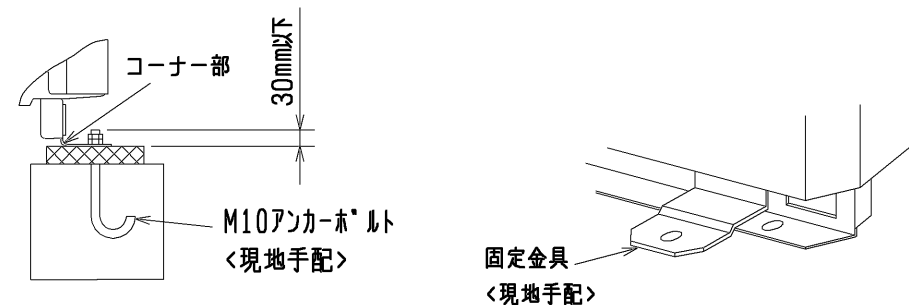 コーナー部
30mm以下
M10アンカーボルト
<現地手配>
固定金具
<現地手配>